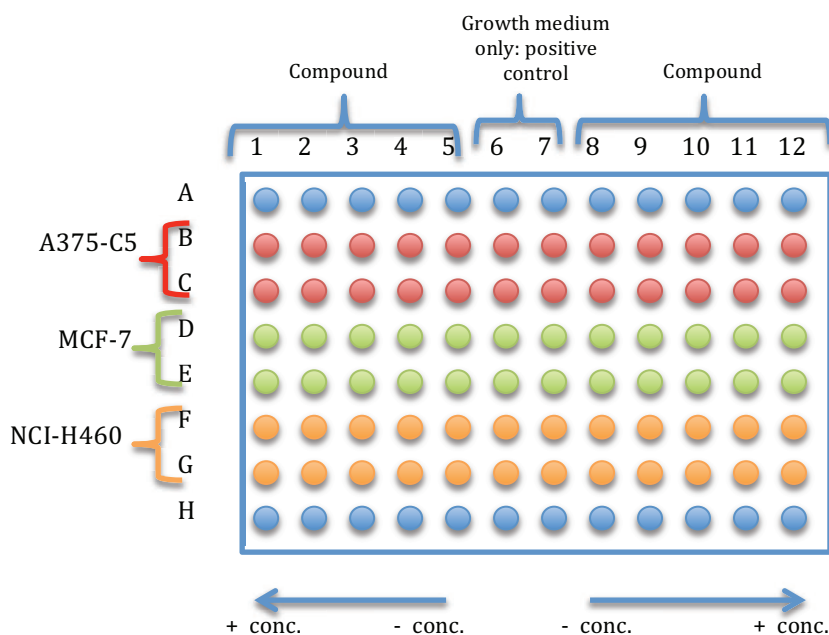 Growth medium
only: positive
control
Compound
Compound
1 2 3 4 5 6 7 8 9 10 11 12
A
A375-C5
B
C
MCF-7
D
E
NCI-H460
F
G
H
+ conc. - conc. - conc. + conc.